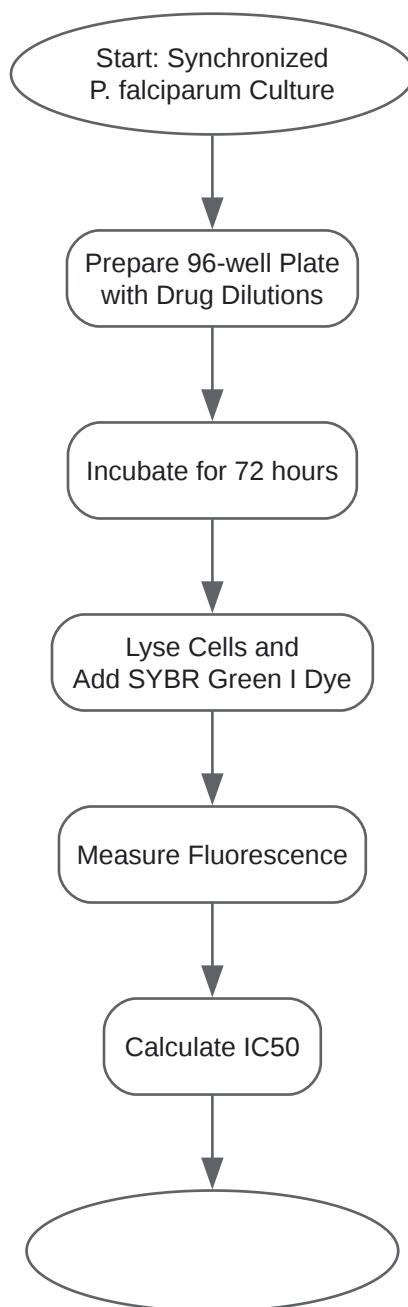 Start: Synchronized
P. falciparum Culture
Prepare 96-well Plate
with Drug Dilutions
Incubate for 72 hours
Lyse Cells and
Add SYBR Green I Dye
Measure Fluorescence
Calculate IC50